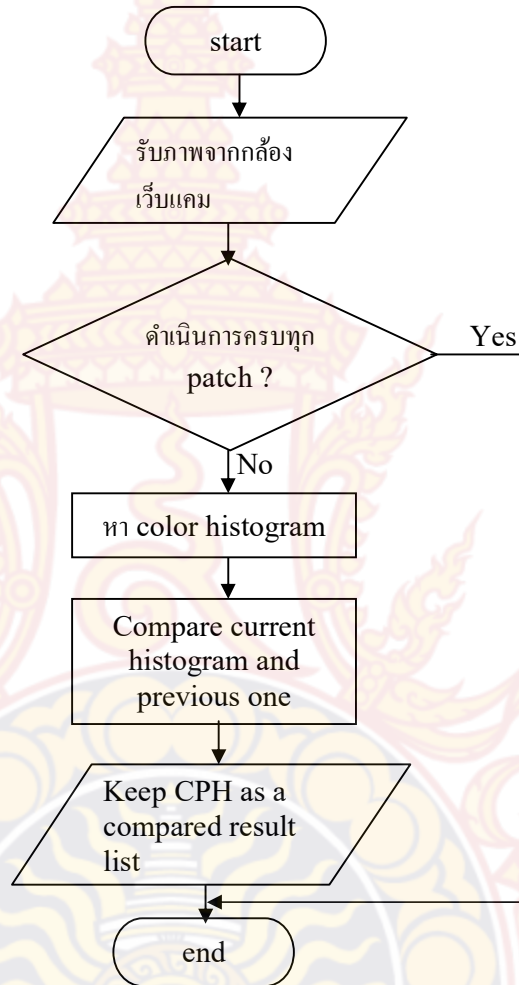 start
รับภาพจากกล้อง
เว็บแคม
ดำเนินการครบทุก
patch ?
Yes
No
หา color histogram
Compare current
histogram and
previous one
Keep CPH as a
compared result
list
end